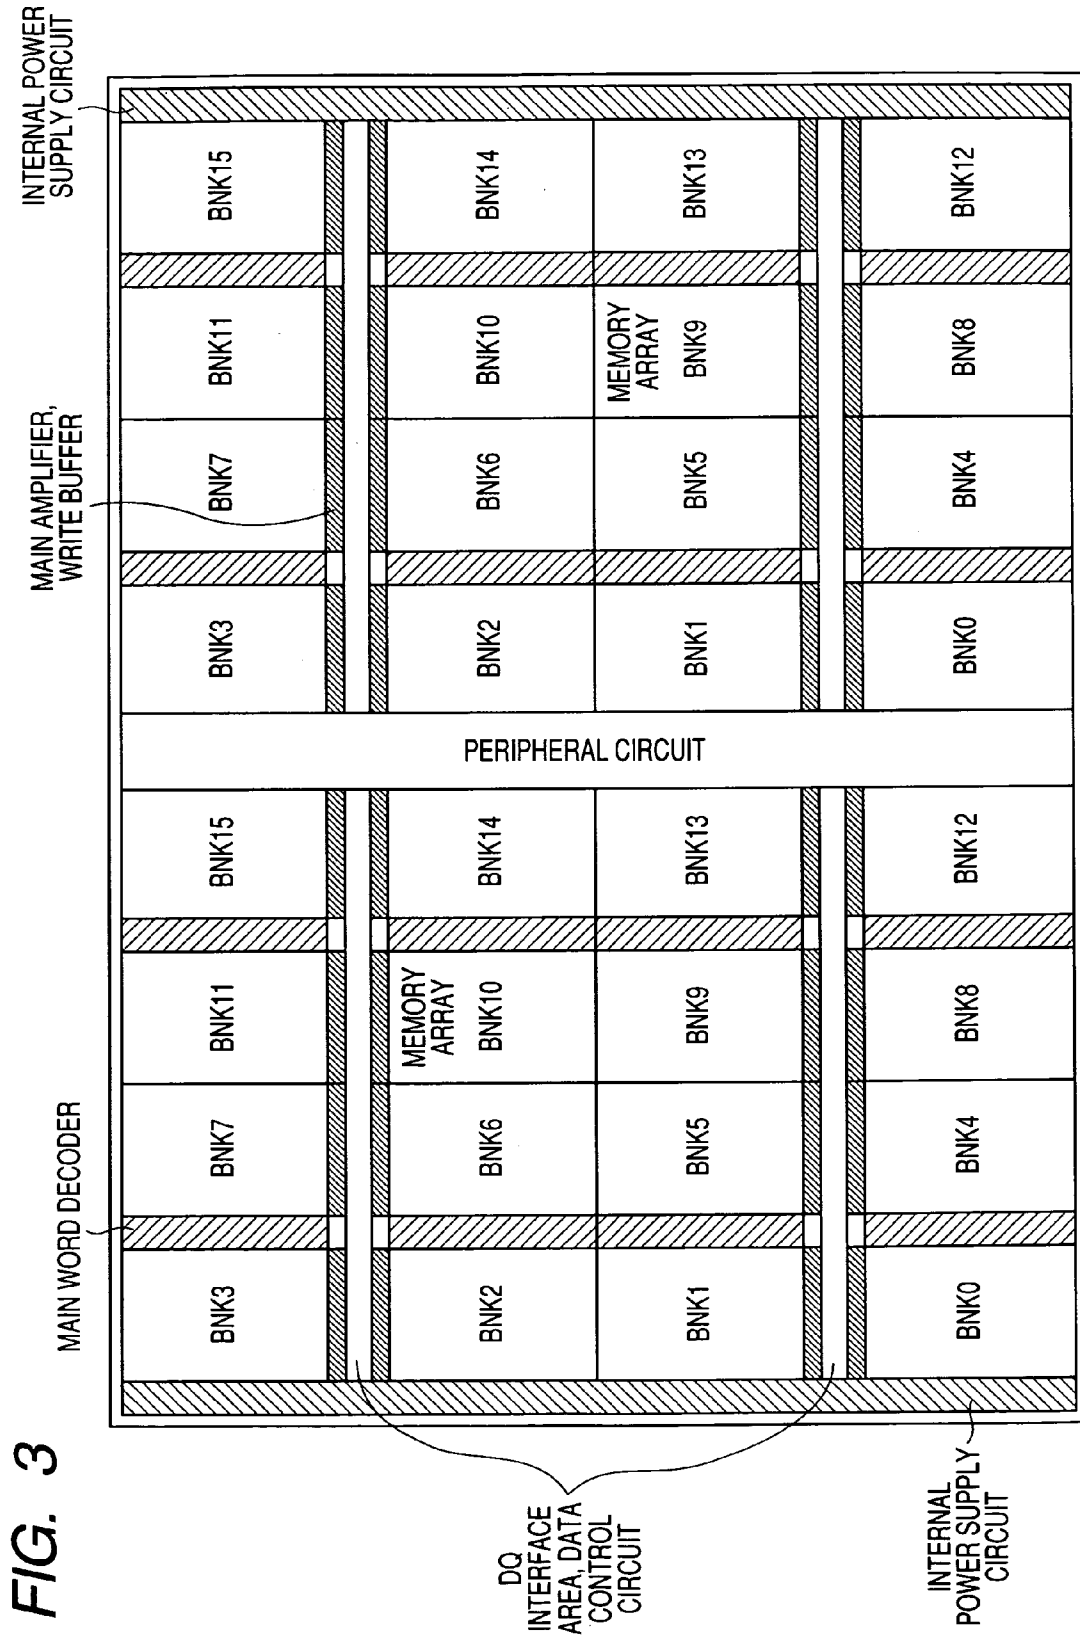 FIG. 3
INTERNAL POWER
SUPPLY CIRCUIT
MAIN AMPLIFIER,
WRITE BUFFER
MAIN WORD DECODER
BNK3
BNK7
BNK11
BNK15
BNK3
BNK7
BNK11
BNK15
DQ
INTERFACE
AREA, DATA
CONTROL
CIRCUIT
BNK2
BNK6
MEMORY
ARRAY
BNK10
BNK14
PERIPHERAL CIRCUIT
BNK2
BNK6
BNK10
BNK14
BNK1
BNK5
BNK9
BNK13
BNK1
BNK5
MEMORY
ARRAY
BNK9
BNK13
BNK0
BNK4
BNK8
BNK12
BNK0
BNK4
BNK8
BNK12
INTERNAL
POWER SUPPLY
CIRCUIT